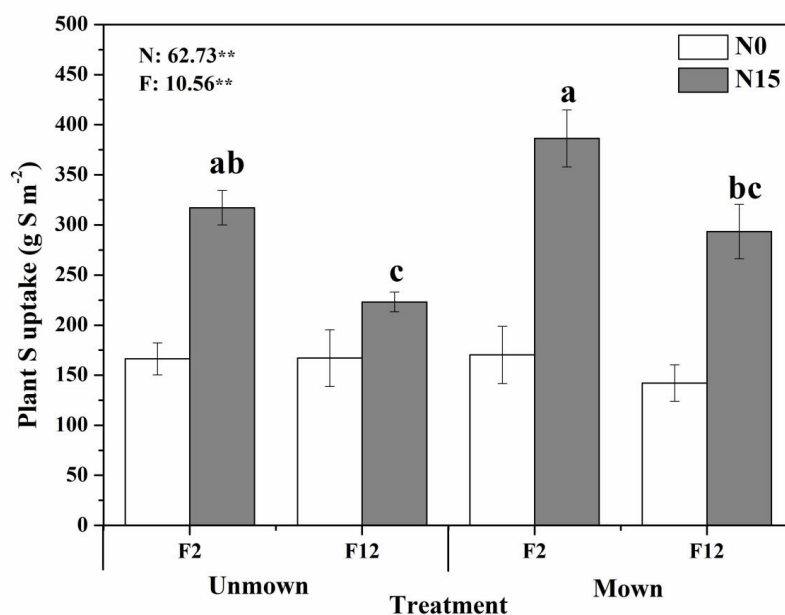 500
450
400
350
300
250
200
150
100
50
0
Plant S uptake (g S m-2)
N: 62.73**
F: 10.56**
N0
N15
ab
c
a
bc
F2 F12 F2 F12
Unmown Mown
Treatment